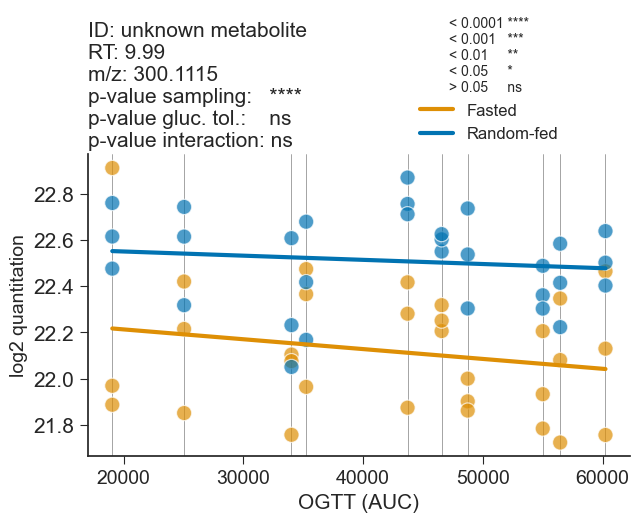 ID: unknown metabolite
RT: 9.99
m/z: 300.1115
p-value sampling: ****
p-value gluc. tol.: ns
p-value interaction: ns
< 0.0001 ****
< 0.001 ***
< 0.01 **
< 0.05 *
> 0.05 ns
Fasted
Random-fed
log2 quantitation
22.8
22.6
22.4
22.2
22.0
21.8
20000 30000 40000 50000 60000
OGTT (AUC)